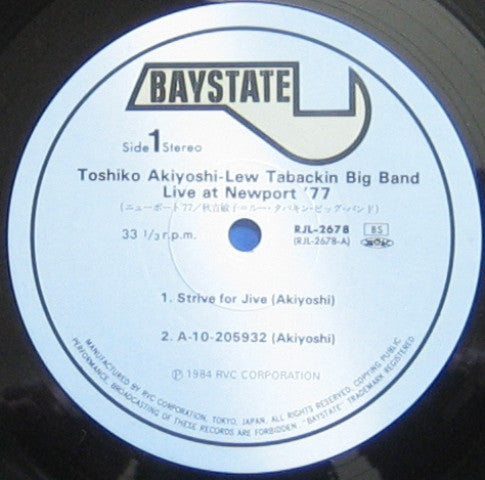 BAYSTATE
Side 1 Stereo
Toshiko Akiyoshi-Lew Tabackin Big Band
Live at Newport '77
(ニューポート'77/秋吉敏子=ルー・タバキン・ビッグ・バンド)
33 1/3 r.p.m.
RJL-2678 BS
(RJL-2678-A)
1. Strive for Jive (Akiyoshi)
2. A-10-205932 (Akiyoshi)
Ⓟ 1984 RVC CORPORATION
MANUFACTURED BY RVC CORPORATION, TOKYO, JAPAN, ALL RIGHTS RESERVED, COPYING PUBLIC
PERFORMANCE, BROADCASTING OF THESE RECORDS ARE FORBIDDEN. -"BAYSTATE" TRADEMARK REGISTERED